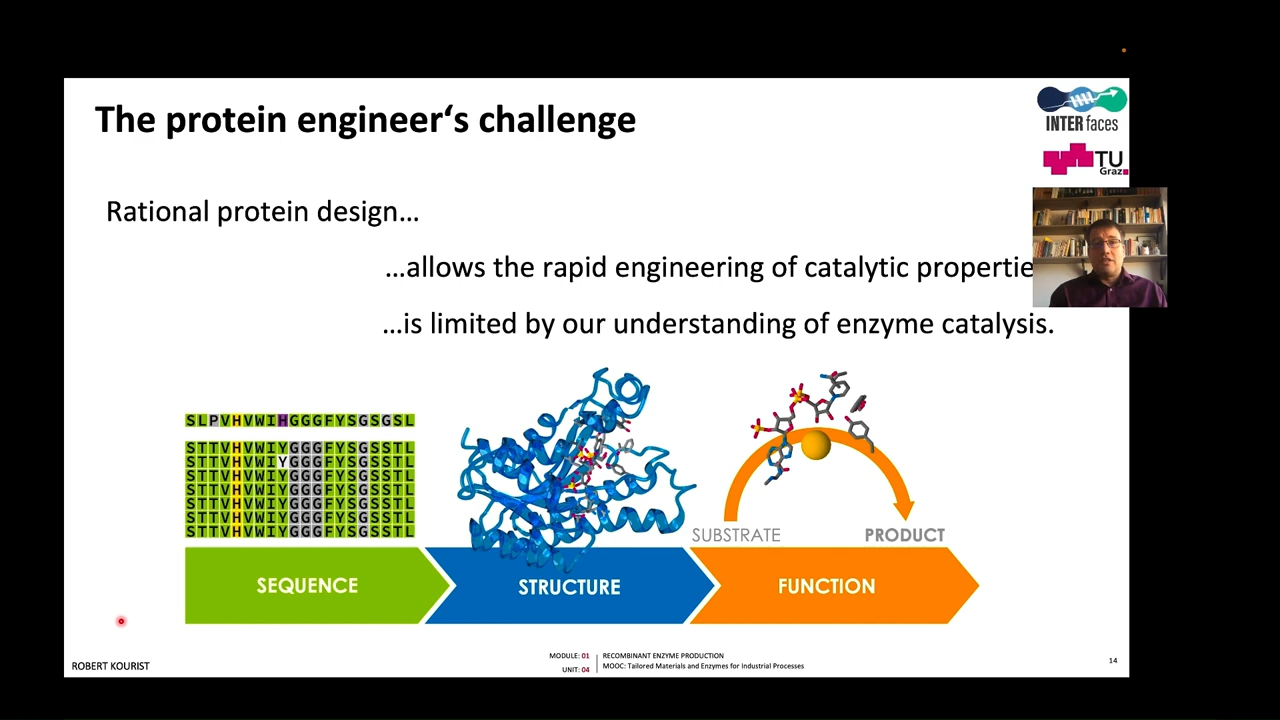 The protein engineer‘s challenge
INTERfaces
TU
Graz
Rational protein design…
…allows the rapid engineering of catalytic propertie
…is limited by our understanding of enzyme catalysis.
SLPVHVWIHGGGFYSGSGSL
STTVHVWIYGGGFYSGSSTL
STTVHVWIYGGGFYSGSSTL
STTVHVWIYGGGFYSGSSTL
STTVHVWIYGGGFYSGSSTL
STTVHVWIYGGGFYSGSSTL
STTVHVWIYGGGFYSGSSTL
STTVHVWIYGGGFYSGSSTL
SUBSTRATE
PRODUCT
SEQUENCE
STRUCTURE
FUNCTION
ROBERT KOURIST
MODULE: 01
UNIT: 04
RECOMBINANT ENZYME PRODUCTION
MOOC: Tailored Materials and Enzymes for Industrial Processes
14